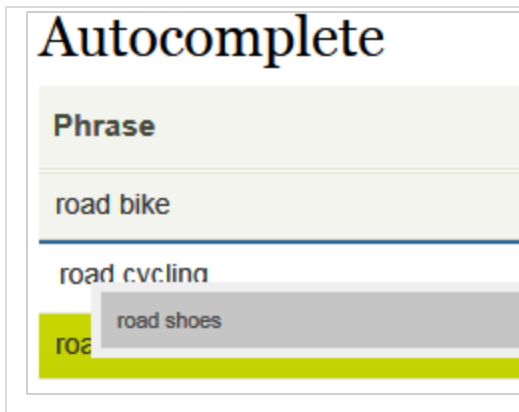 Autocomplete
Phrase
road bike
road cycling
road shoes